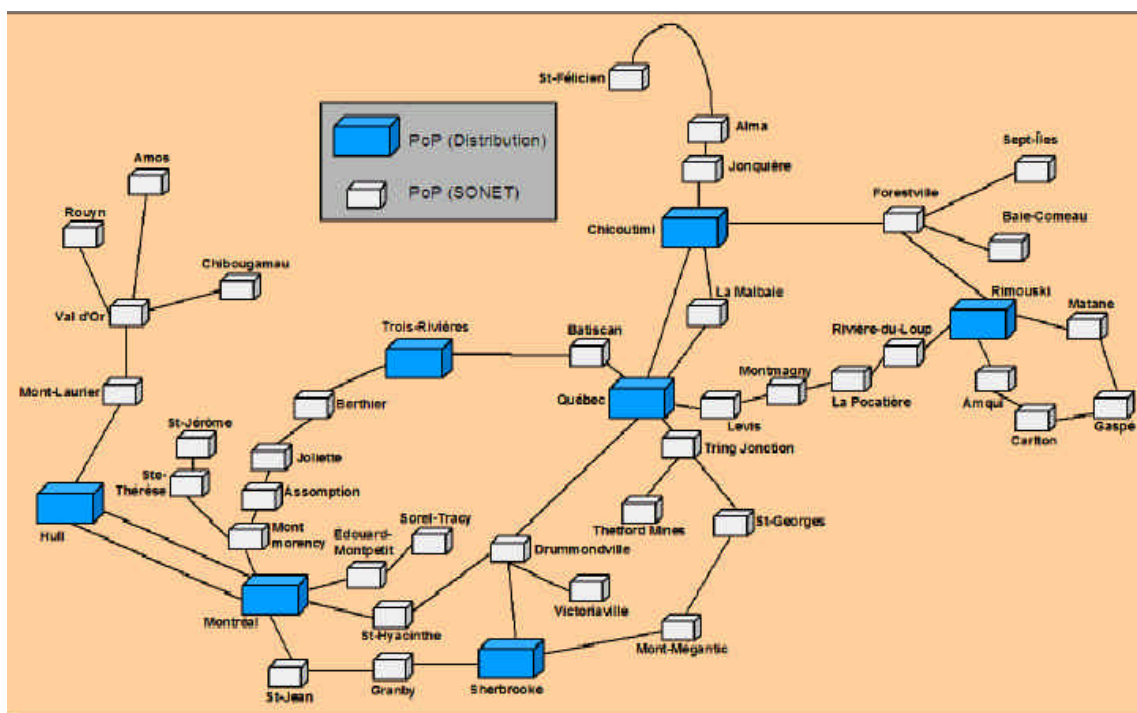 St-Félicien
Alma
Jonquière
PoP (Distribution)
PoP (SONET)
Sept-Îles
Forestville
Baie-Comeau
Chicoutimi
Amos
Rouyn
Chibougamau
Val d'Or
La Malbaie
Rimouski
Matane
Trois-Rivières
Batiscan
Rivière-du-Loup
Montmagny
Mont-Laurier
Berthier
Québec
Levis
La Pocatière
Amqui
Carlton
Gaspé
St-Jérôme
Joliette
Tring Jonction
Ste-
Thérèse
Assomption
Thetford Mines
St-Georges
Hull
Mont
morency
Édouard-
Montpetit
Sorel-Tracy
Drummondville
Victoriaville
Montréal
St-Hyacinthe
Mont-Mégantic
St-Jean
Granby
Sherbrooke